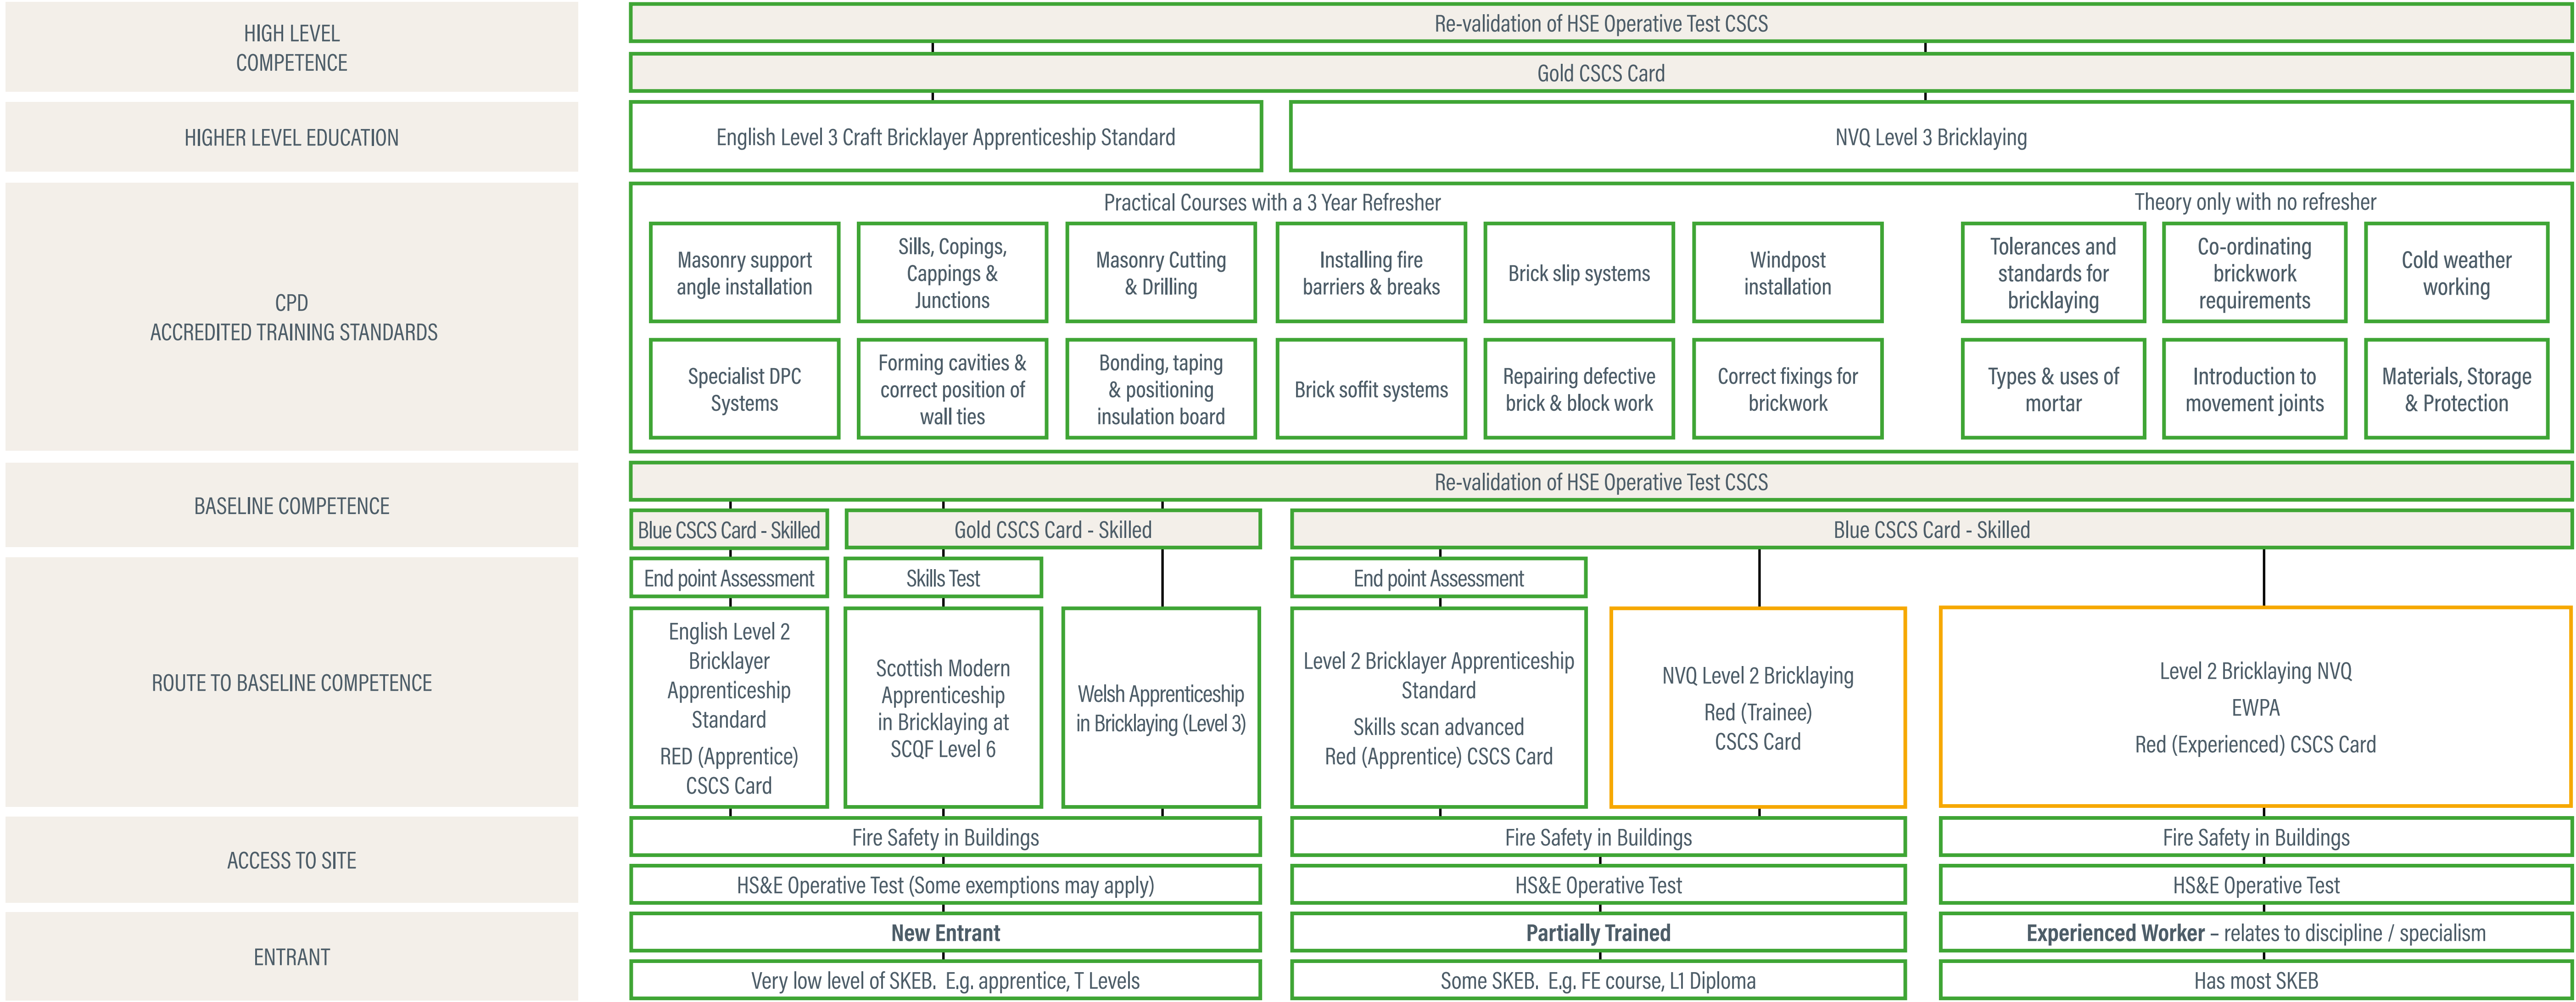 HIGH LEVEL
COMPETENCE
Re-validation of HSE Operative Test CSCS
Gold CSCS Card
HIGHER LEVEL EDUCATION
English Level 3 Craft Bricklayer Apprenticeship Standard
NVQ Level 3 Bricklaying
CPD
ACCREDITED TRAINING STANDARDS
Practical Courses with a 3 Year Refresher
Masonry support
angle installation
Sills, Copings,
Cappings &
Junctions
Masonry Cutting
& Drilling
Installing fire
barriers & breaks
Brick slip systems
Windpost
installation
Specialist DPC
Systems
Forming cavities &
correct position of
wall ties
Bonding, taping
& positioning
insulation board
Brick soffit systems
Repairing defective
brick & block work
Correct fixings for
brickwork
Theory only with no refresher
Tolerances and
standards for
bricklaying
Co-ordinating
brickwork
requirements
Cold weather
working
Types & uses of
mortar
Introduction to
movement joints
Materials, Storage
& Protection
BASELINE COMPETENCE
Re-validation of HSE Operative Test CSCS
Blue CSCS Card - Skilled
Gold CSCS Card - Skilled
Blue CSCS Card - Skilled
ROUTE TO BASELINE COMPETENCE
End point Assessment
Skills Test
End point Assessment
English Level 2
Bricklayer
Apprenticeship
Standard
RED (Apprentice)
CSCS Card
Scottish Modern
Apprenticeship
in Bricklaying at
SCQF Level 6
Welsh Apprenticeship
in Bricklaying (Level 3)
Level 2 Bricklayer Apprenticeship
Standard
Skills scan advanced
Red (Apprentice) CSCS Card
NVQ Level 2 Bricklaying
Red (Trainee)
CSCS Card
Level 2 Bricklaying NVQ
EWPA
Red (Experienced) CSCS Card
ACCESS TO SITE
Fire Safety in Buildings
Fire Safety in Buildings
Fire Safety in Buildings
HS&E Operative Test (Some exemptions may apply)
HS&E Operative Test
HS&E Operative Test
ENTRANT
New Entrant
Partially Trained
Experienced Worker – relates to discipline / specialism
Very low level of SKEB. E.g. apprentice, T Levels
Some SKEB. E.g. FE course, L1 Diploma
Has most SKEB